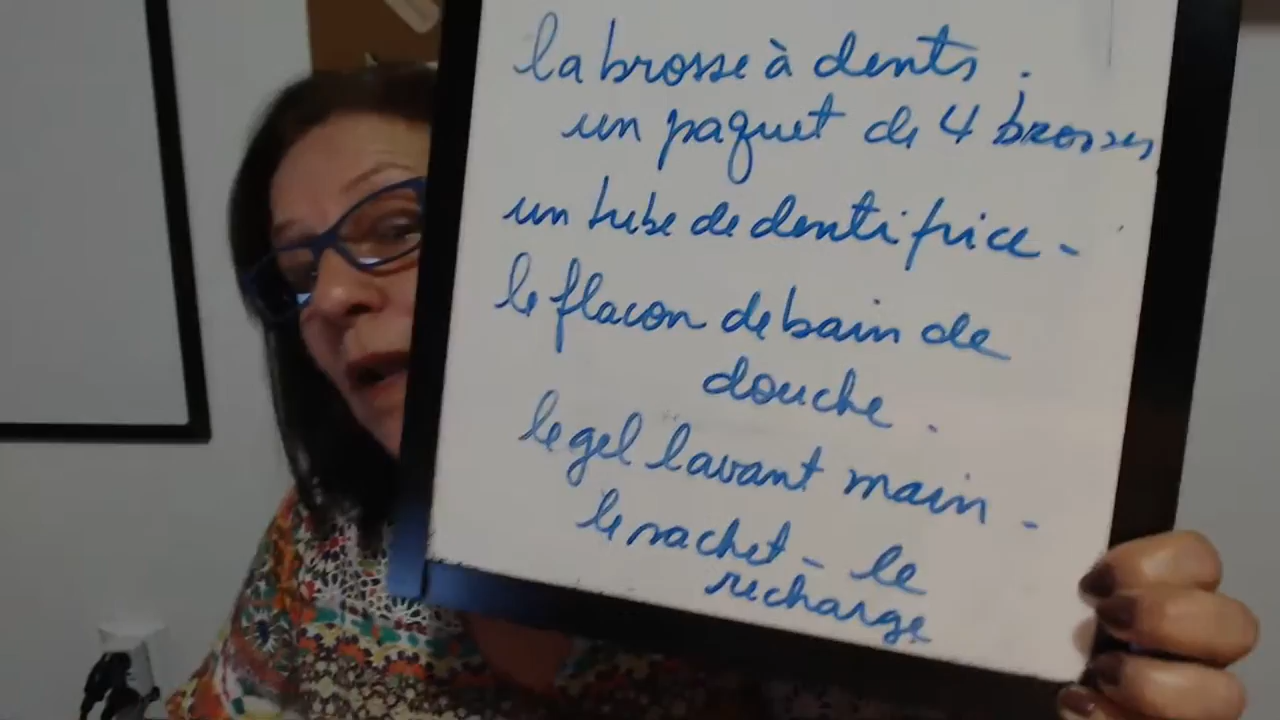 la brosse à dents.
un paquet de 4 brosses
un tube de dentifrice -
le flacon de bain de
douche.
le gel lavant main -
le sachet - le
recharge